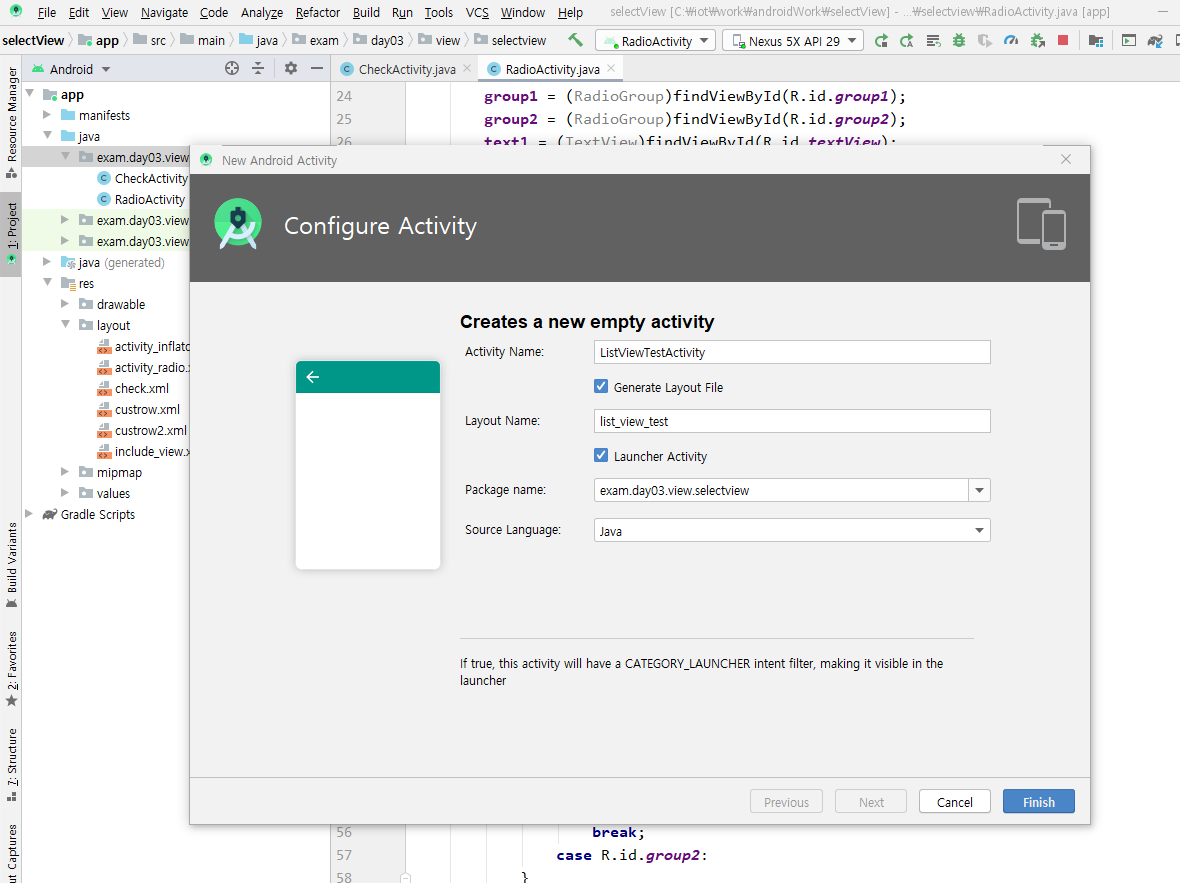 File Edit View Navigate Code Analyze Refactor Build Run Tools VCS Window Help selectView [C:₩iot₩work₩androidWork₩selectView] - ...₩selectview₩RadioActivity.java [app]
selectView app src main java exam day03 view selectview RadioActivity Nexus 5X API 29
Resource Manager
1: Project
Build Variants
2: Favorites
7: Structure
ut Captures
Android
app
manifests
java
exam.day03.view
CheckActivity
RadioActivity
exam.day03.view
exam.day03.view
java (generated)
res
drawable
layout
activity_inflato
activity_radio.x
check.xml
custrow.xml
custrow2.xml
include_view.x
mipmap
values
Gradle Scripts
CheckActivity.java RadioActivity.java
24 group1 = (RadioGroup)findViewById(R.id.group1);
25 group2 = (RadioGroup)findViewById(R.id.group2);
26 text1 = (TextView)findViewById(R.id.textView);
New Android Activity
Configure Activity
Creates a new empty activity
Activity Name: ListViewTestActivity
Generate Layout File
Layout Name: list_view_test
Launcher Activity
Package name: exam.day03.view.selectview
Source Language: Java
If true, this activity will have a CATEGORY_LAUNCHER intent filter, making it visible in the
launcher
Previous Next Cancel Finish
56 break;
57 case R.id.group2:
58 }